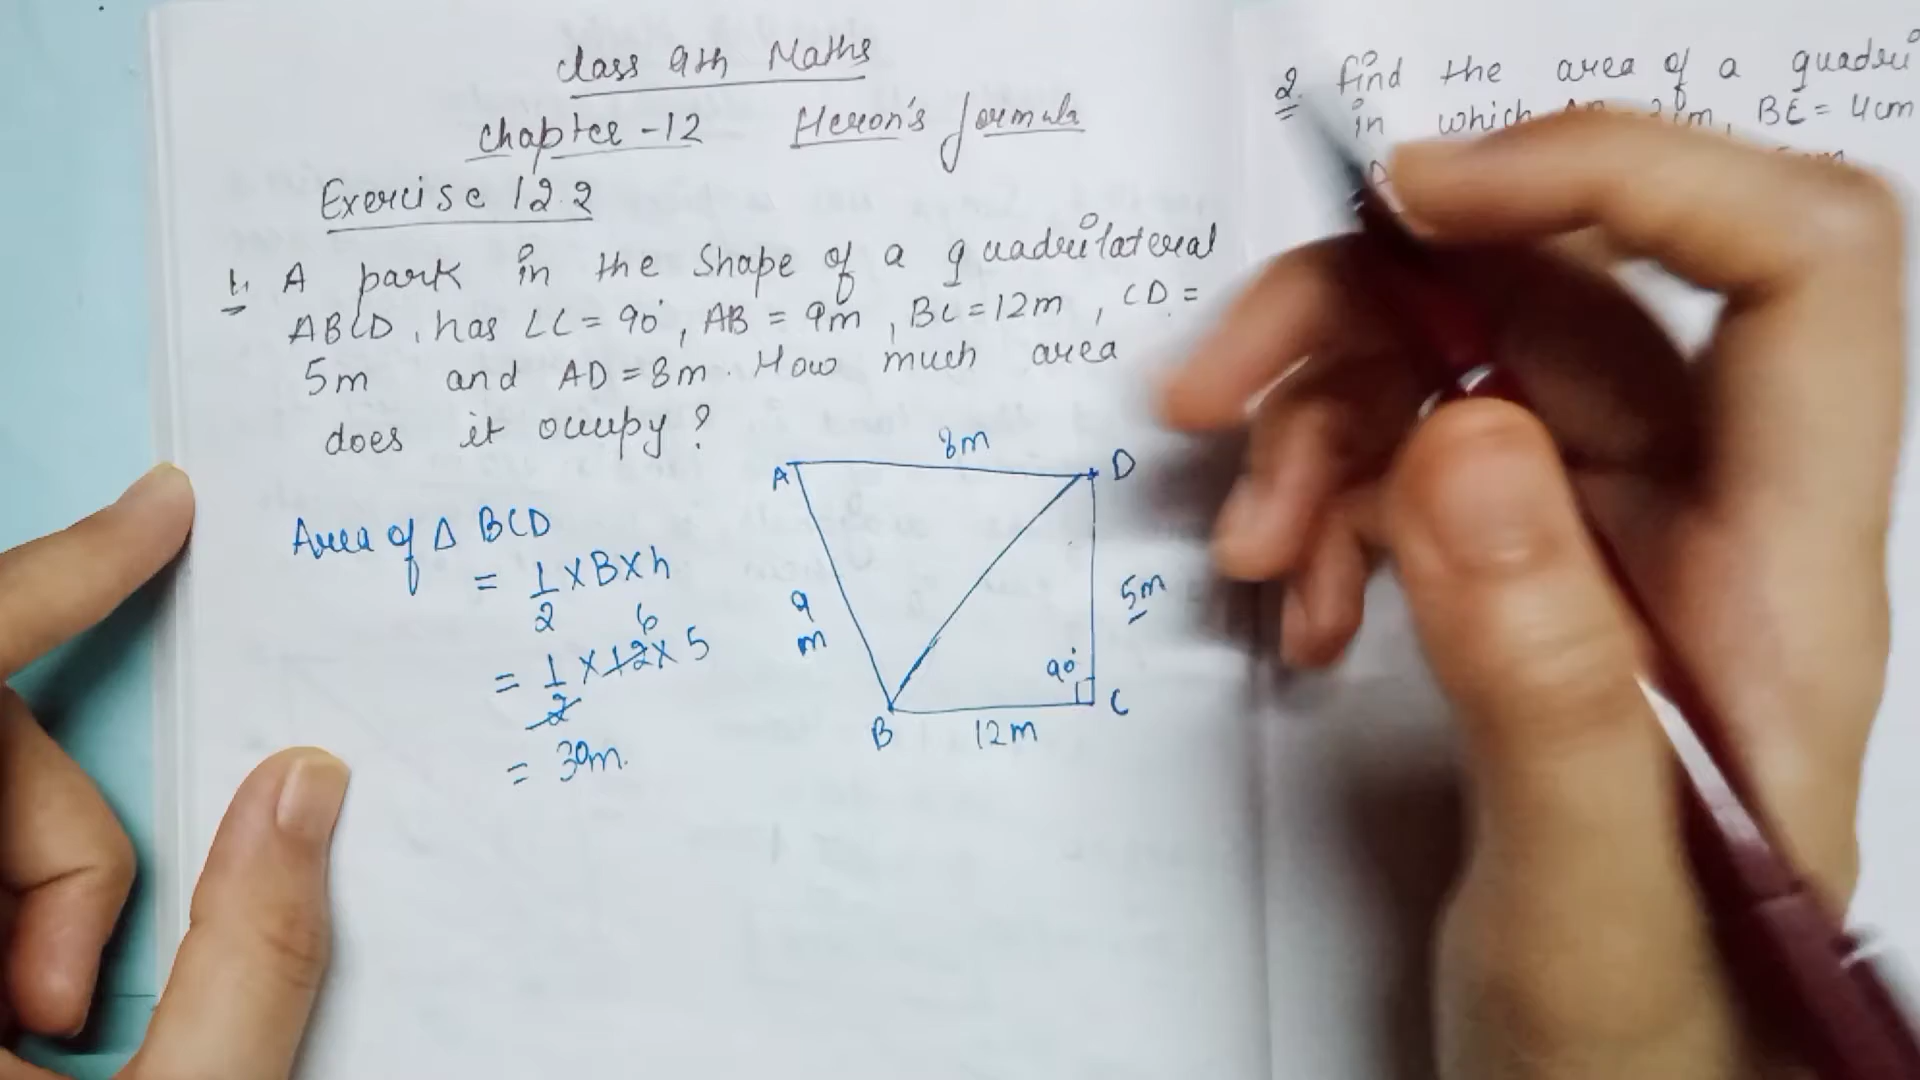 Class 9th Maths
Chapter -12 Heron's formula
Exercise 12.2
1. A park in the Shape of a quadrilateral
ABCD, has ∠C = 90°, AB = 9m, BC = 12m, CD =
5m and AD = 8m. How much area
does it occupy?
8m
A
D
Area of Δ BCD
= 1/2 × B × h
9
m
5m
6
= 1/2 × 12 × 5
90°
C
B
12m
= 30m.
2. find the area of a
in which BE = 4cm